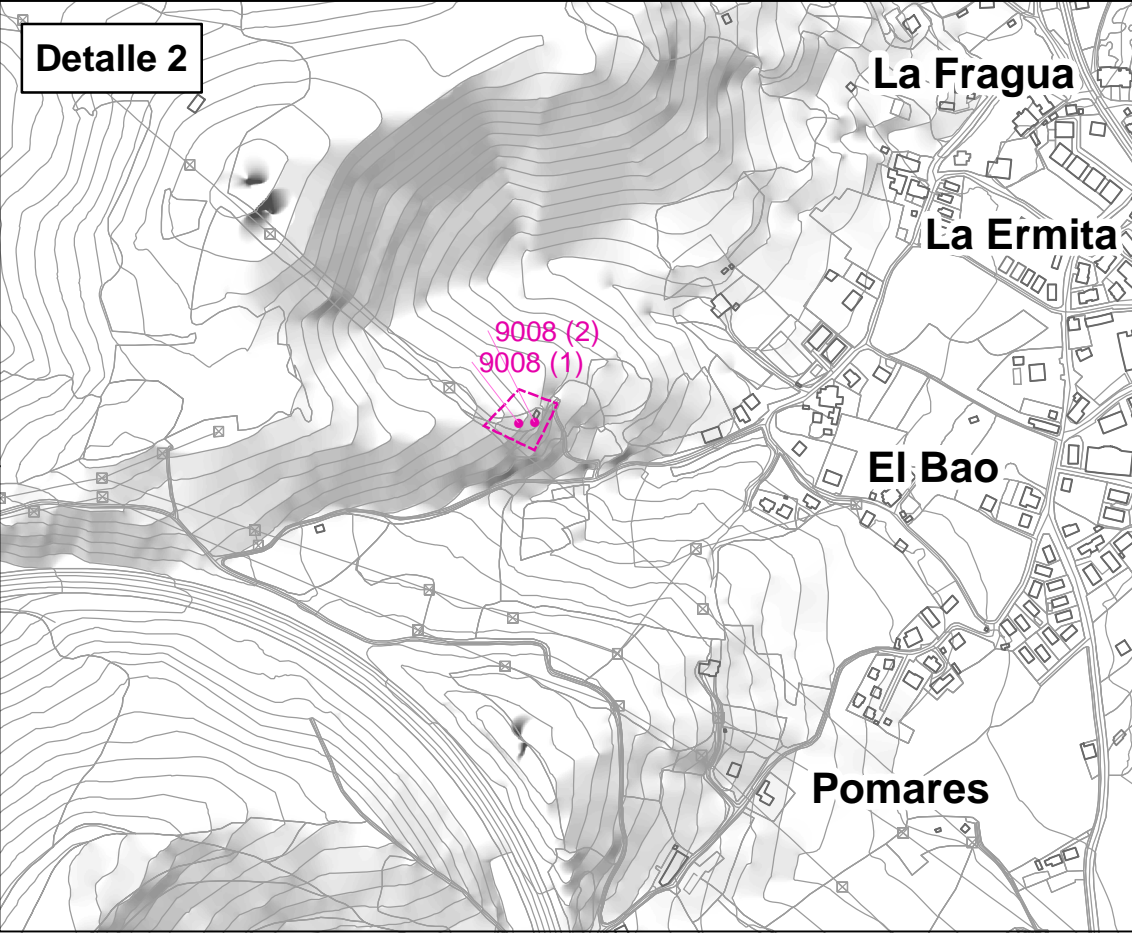 Detalle 2
La Fragua
La Ermita
9008 (2)
9008 (1)
El Bao
Pomares